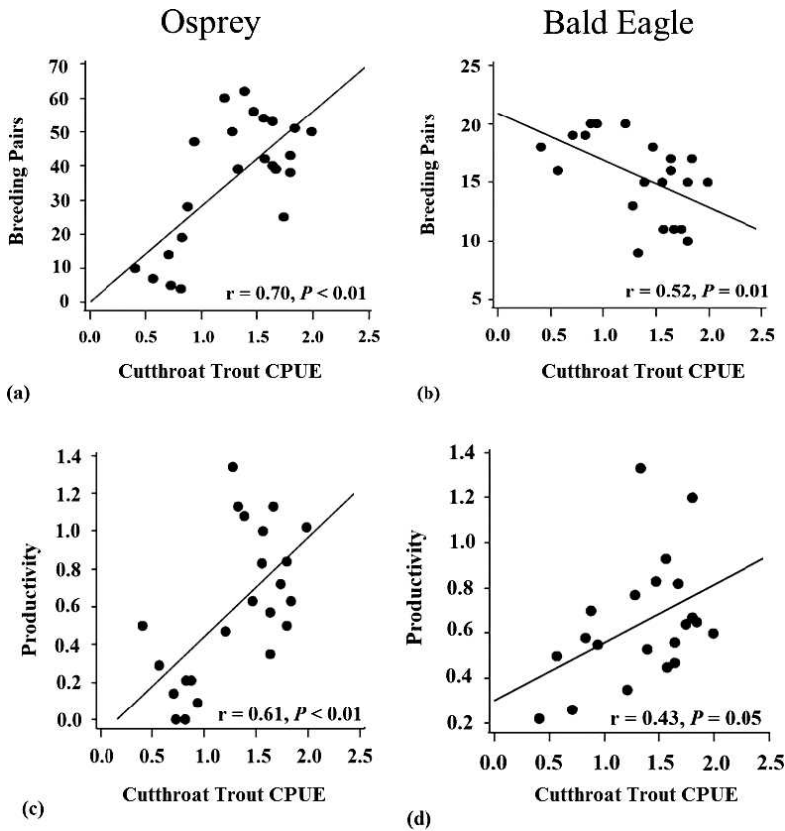 Osprey
Bald Eagle
70
60
50
40
30
20
10
0
Breeding Pairs
r = 0.70, P < 0.01
0.0 0.5 1.0 1.5 2.0 2.5
Cutthroat Trout CPUE
(a)
25
20
15
10
5
Breeding Pairs
r = 0.52, P = 0.01
0.0 0.5 1.0 1.5 2.0 2.5
Cutthroat Trout CPUE
(b)
1.4
1.2
1.0
0.8
0.6
0.4
0.2
0.0
Productivity
r = 0.61, P < 0.01
0.0 0.5 1.0 1.5 2.0 2.5
Cutthroat Trout CPUE
(c)
1.4
1.2
1.0
0.8
0.6
0.4
0.2
Productivity
r = 0.43, P = 0.05
0.0 0.5 1.0 1.5 2.0 2.5
Cutthroat Trout CPUE
(d)